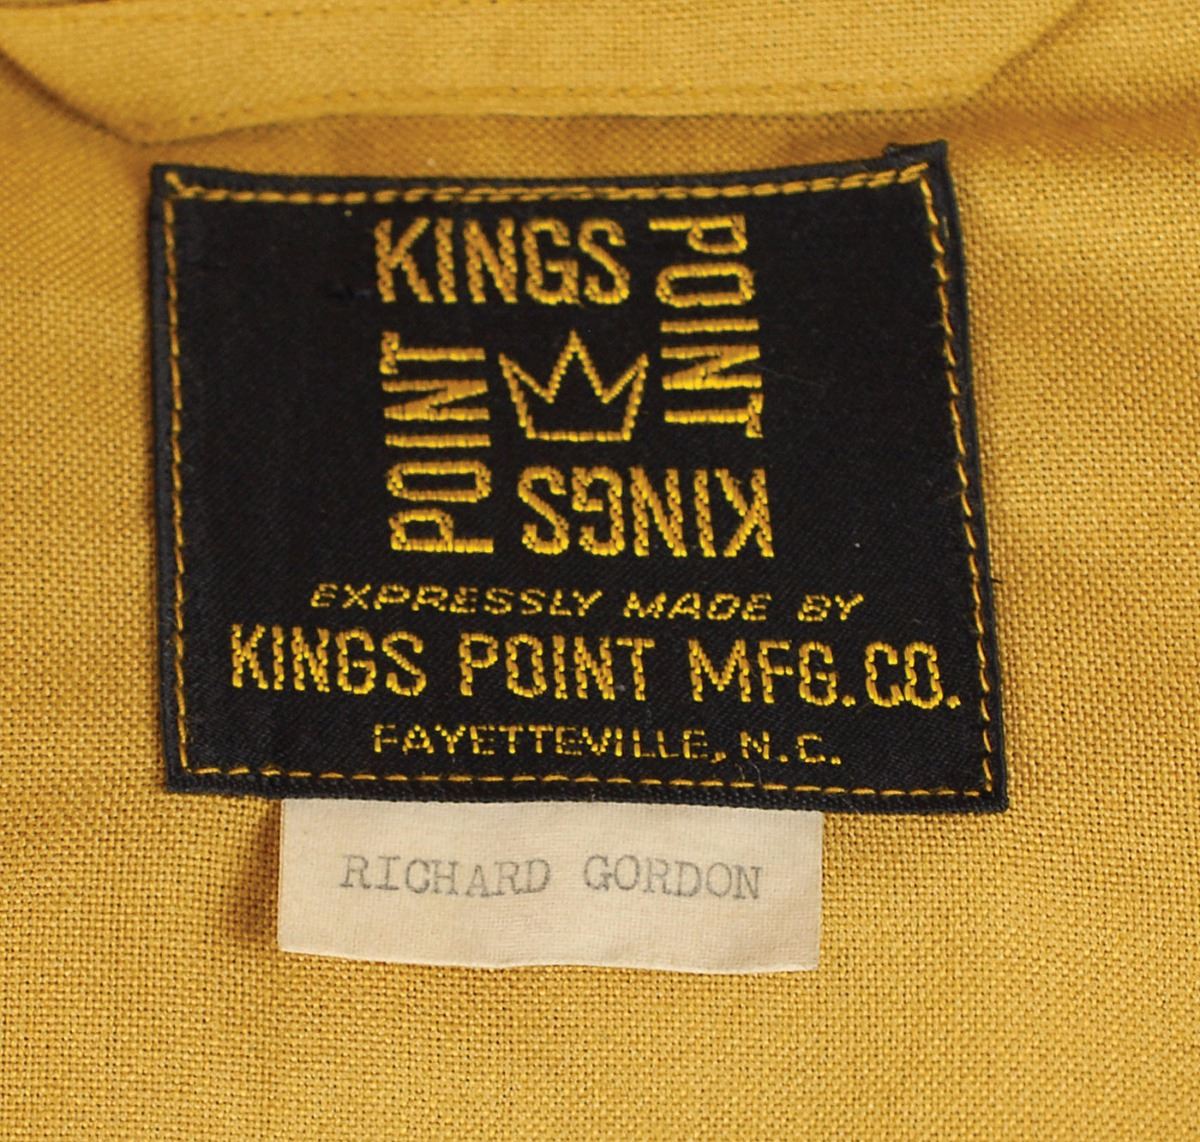 KINGS
POINT
KINGS
POINT
EXPRESSLY MADE BY
KINGS POINT MFG.CO.
FAYETTEVILLE, N.C.
RICHARD GORDON